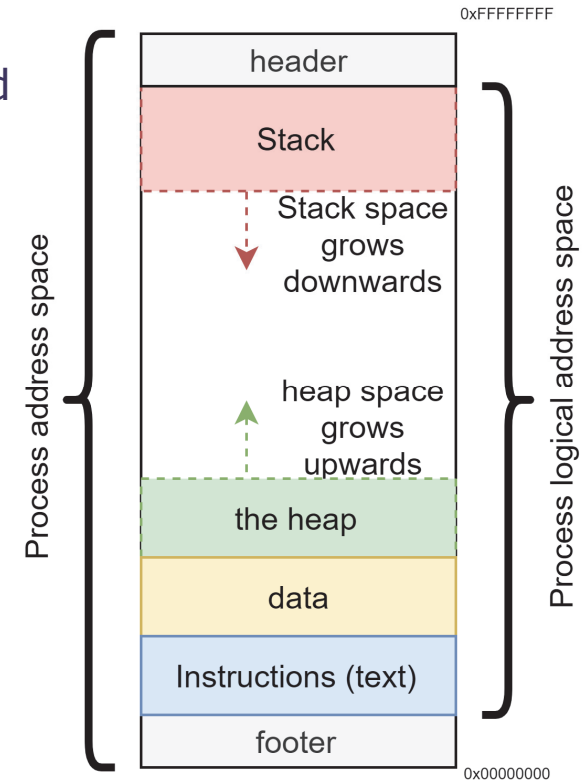 0xFFFFFFFF
header
d
Stack
Stack space
grows
downwards
Process address space
Process logical address space
heap space
grows
upwards
the heap
data
Instructions (text)
footer
0x00000000